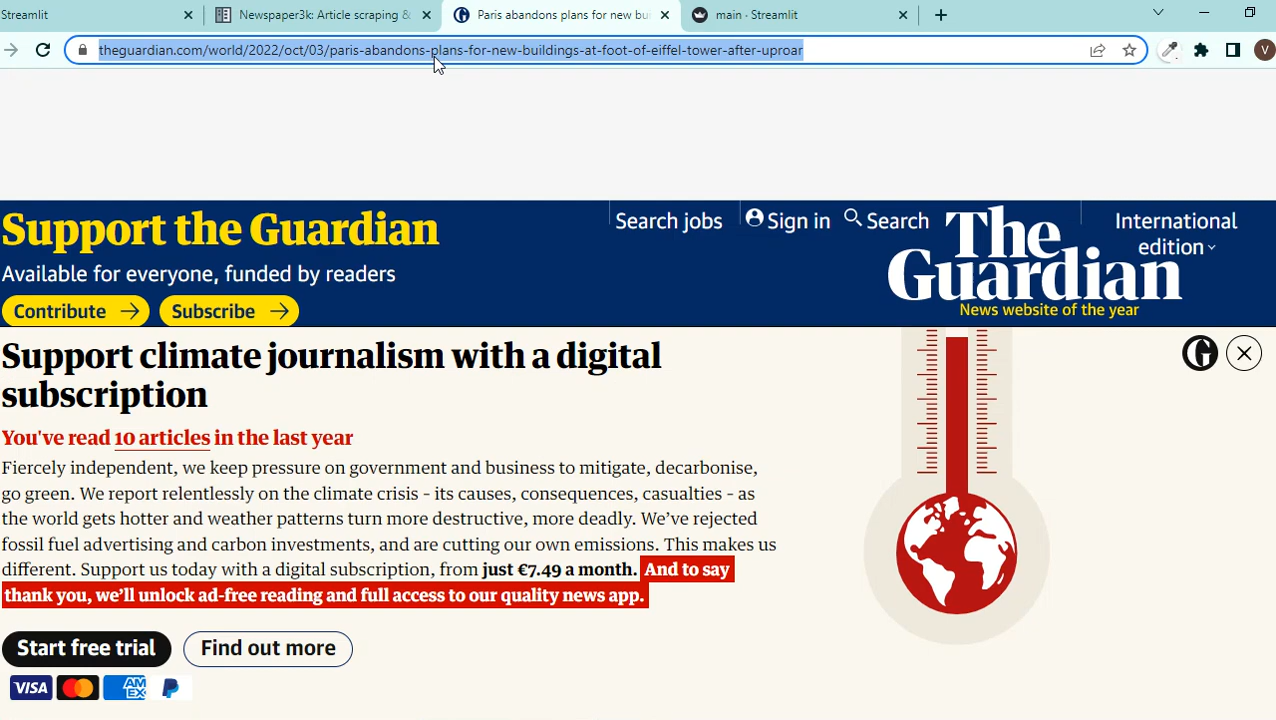 Streamlit
Newspaper3k: Article scraping &
Paris abandons plans for new bui
main · Streamlit
theguardian.com/world/2022/oct/03/paris-abandons-plans-for-new-buildings-at-foot-of-eiffel-tower-after-uproar
V
Support the Guardian
Available for everyone, funded by readers
Contribute
Subscribe
Search jobs
Sign in
Search
International
edition
The
Guardian
News website of the year
Support climate journalism with a digital
subscription
You've read 10 articles in the last year
Fiercely independent, we keep pressure on government and business to mitigate, decarbonise,
go green. We report relentlessly on the climate crisis – its causes, consequences, casualties – as
the world gets hotter and weather patterns turn more destructive, more deadly. We’ve rejected
fossil fuel advertising and carbon investments, and are cutting our own emissions. This makes us
different. Support us today with a digital subscription, from just €7.49 a month. And to say
thank you, we’ll unlock ad-free reading and full access to our quality news app.
G
Start free trial
Find out more
VISA
AM
EX